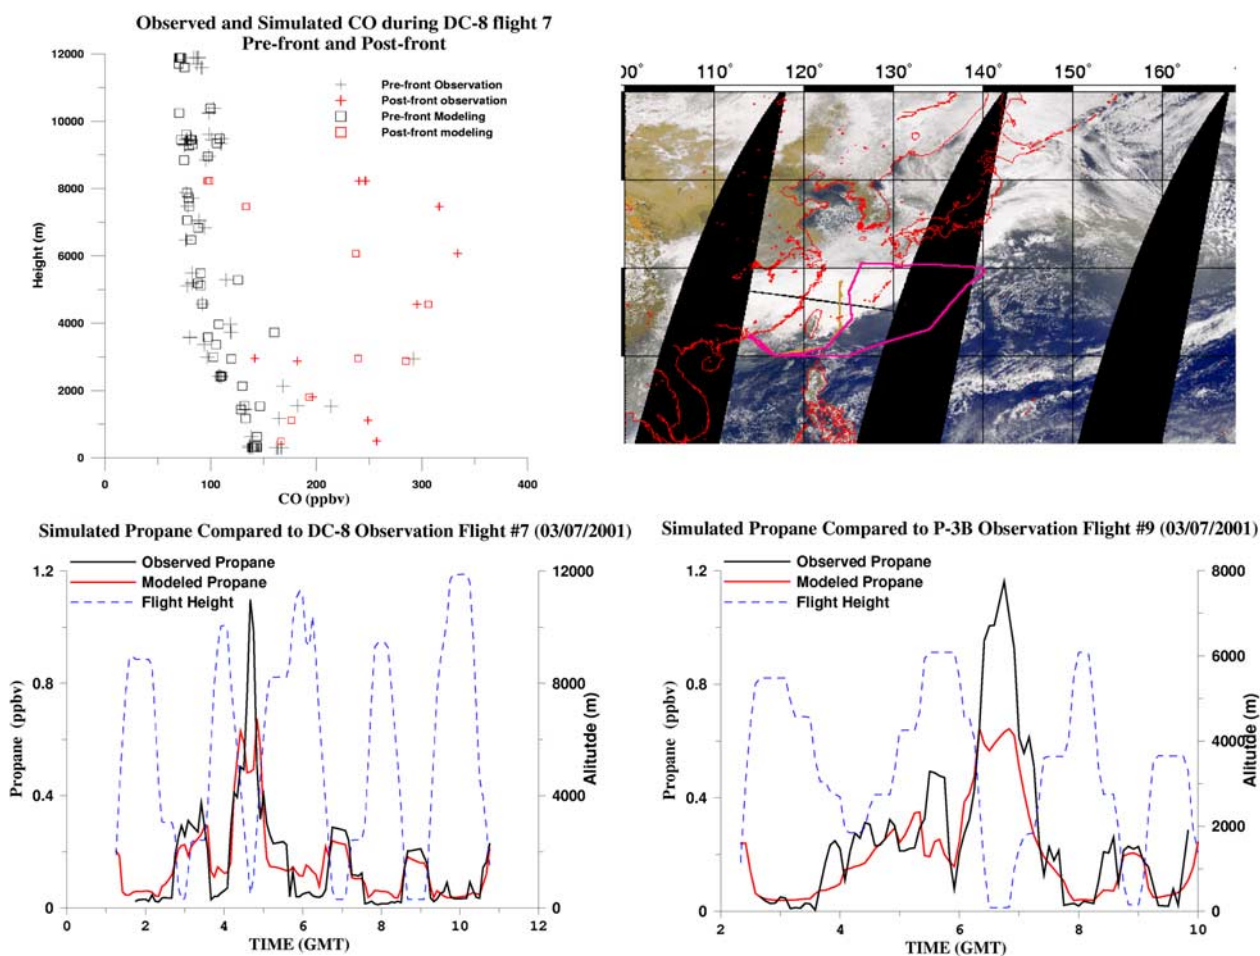 Observed and Simulated CO during DC-8 flight 7
Pre-front and Post-front
12000
10000
8000
6000
4000
2000
0
Height (m)
Pre-front Observation
Post-front observation
Pre-front Modeling
Post-front modeling
0 100 200 300 400
CO (ppbv)
00° 110° 120° 130° 140° 150° 160°
Simulated Propane Compared to DC-8 Observation Flight #7 (03/07/2001)
Observed Propane
Modeled Propane
Flight Height
1.2
0.8
0.4
0
Propane (ppbv)
12000
8000
4000
0
Alitutde (m)
0 2 4 6 8 10 12
TIME (GMT)
Simulated Propane Compared to P-3B Observation Flight #9 (03/07/2001)
Observed Propane
Modeled Propane
Flight Height
1.2
0.8
0.4
0
Propane (ppbv)
8000
6000
4000
2000
0
Alitutde (m)
2 4 6 8 10
TIME (GMT)